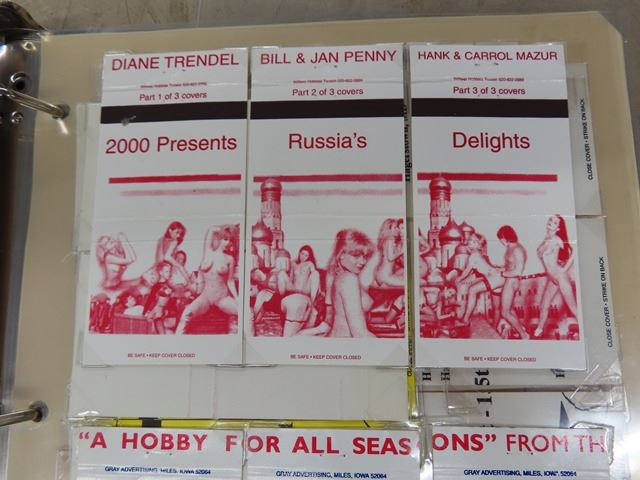 DIANE TRENDEL
Part 1 of 3 covers
2000 Presents
BE SAFE • KEEP COVER CLOSED
BILL & JAN PENNY
Part 2 of 3 covers
Russia's
BE SAFE • KEEP COVER CLOSED
HANK & CARROL MAZUR
Part 3 of 3 covers
Delights
BE SAFE • KEEP COVER CLOSED
CLOSE COVER • STRIKE ON BACK
CLOSE COVER • STRIKE ON BACK
"A HOBBY FOR ALL SEASONS" FROM TH
GRAY ADVERTISING, MILES, IOWA 52064
GRAY ADVERTISING, MILES, IOWA 52064
GRAY ADVERTISING, MILES, IOWA 52064